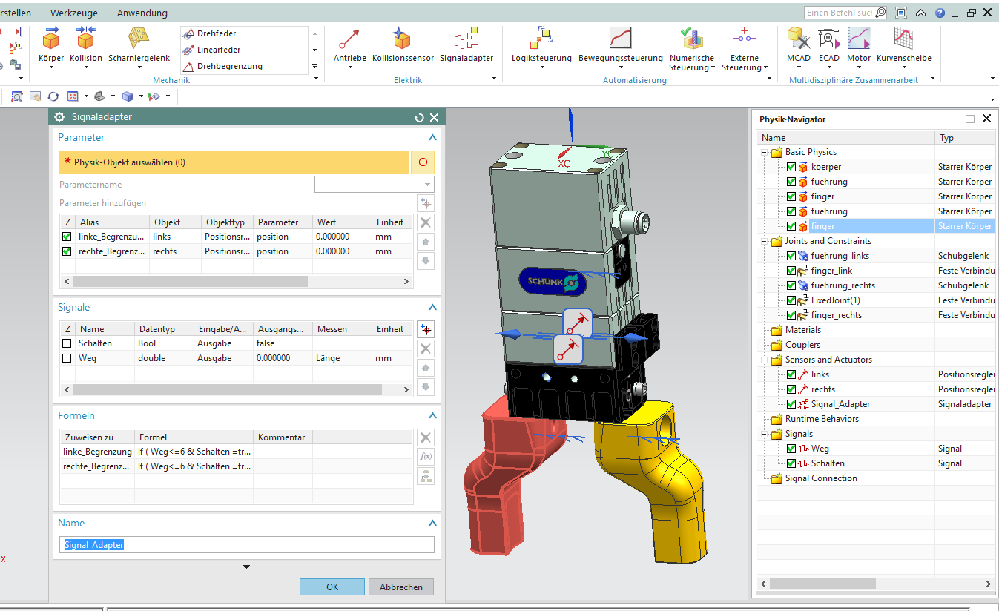 rstellen Werkzeuge Anwendung Einen Befehl sucl
Körper Kollision Scharniergelenk
Drehfeder
Linearfeder
Drehbegrenzung
Mechanik
Antriebe Kollisionssensor Signaladapter
Elektrik
Logiksteuerung Bewegungssteuerung Numerische Steuerung Externe Steuerung
Automatisierung
MCAD ECAD Motor Kurvenscheibe
Multidisziplinäre Zusammenarbeit
Signaladapter
Parameter
* Physik-Objekt auswählen (0)
Parametername
Parameter hinzufügen
Z Alias Objekt Objekttyp Parameter Wert Einheit
linke_Begrenzu... links Positionsr... position 0.000000 mm
rechte_Begrenz... rechts Positionsr... position 0.000000 mm
Signale
Z Name Datentyp Eingabe/A... Ausgangs... Messen Einheit
Schalten Bool Ausgabe false
Weg double Ausgabe 0.000000 Länge mm
Formeln
Zuweisen zu Formel Kommentar
linke_Begrenzung If ( Weg<=6 & Schalten =tr...
rechte_Begrenz... If ( Weg<=6 & Schalten =tr...
f(x)
Name
Signal_Adapter
OK Abbrechen
X
XC
YC
SCHUNK
Physik-Navigator
Name Typ
Basic Physics
koerper Starrer Körper
fuehrung Starrer Körper
finger Starrer Körper
fuehrung Starrer Körper
finger Starrer Körper
Joints and Constraints
fuehrung_links Schubgelenk
finger_link Feste Verbindu
fuehrung_rechts Schubgelenk
FixedJoint(1) Feste Verbindu
finger_rechts Feste Verbindu
Materials
Couplers
Sensors and Actuators
links Positionsregler
rechts Positionsregler
Signal_Adapter Signaladapter
Runtime Behaviors
Signals
Weg Signal
Schalten Signal
Signal Connection